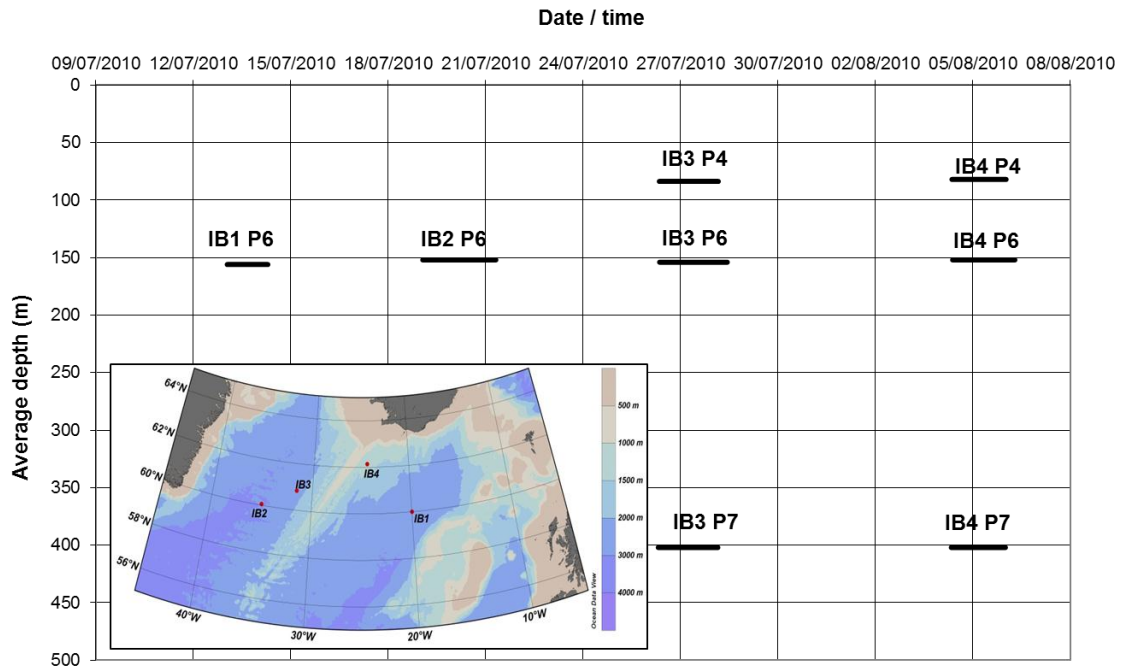 Date / time
09/07/2010 12/07/2010 15/07/2010 18/07/2010 21/07/2010 24/07/2010 27/07/2010 30/07/2010 02/08/2010 05/08/2010 08/08/2010
Average depth (m)
0
50
100
150
200
250
300
350
400
450
500
IB3 P4
IB4 P4
IB1 P6
IB2 P6
IB3 P6
IB4 P6
IB3 P7
IB4 P7
64°N
62°N
60°N
58°N
56°N
40°W
30°W
20°W
10°W
IB4
IB3
IB2
IB1
500 m
1000 m
1500 m
2000 m
3000 m
4000 m
Ocean Data View